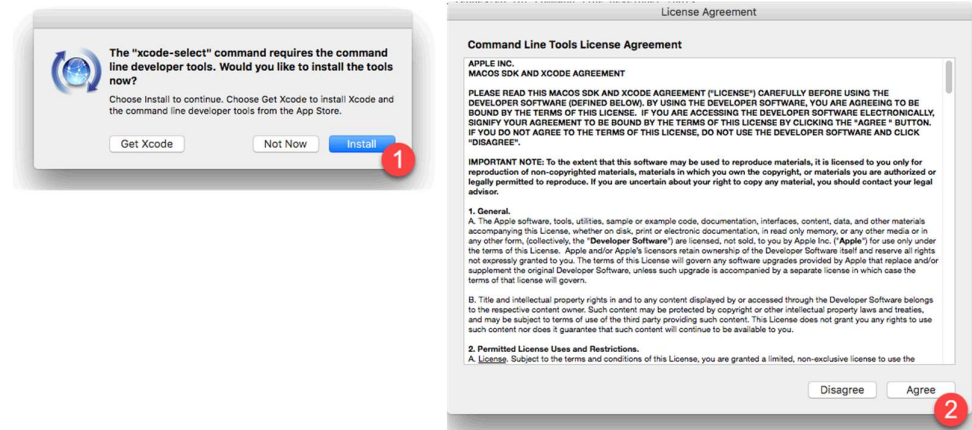 The "xcode-select" command requires the command
line developer tools. Would you like to install the tools
now?
Choose Install to continue. Choose Get Xcode to install Xcode and
the command line developer tools from the App Store.
Get Xcode
Not Now
Install
1
License Agreement
Command Line Tools License Agreement
APPLE INC.
MACOS SDK AND XCODE AGREEMENT
PLEASE READ THIS MACOS SDK AND XCODE AGREEMENT ("LICENSE") CAREFULLY BEFORE USING THE
DEVELOPER SOFTWARE (DEFINED BELOW). BY USING THE DEVELOPER SOFTWARE, YOU ARE AGREEING TO BE
BOUND BY THE TERMS OF THIS LICENSE. IF YOU ARE ACCESSING THE DEVELOPER SOFTWARE ELECTRONICALLY,
SIGNIFY YOUR AGREEMENT TO BE BOUND BY THE TERMS OF THIS LICENSE BY CLICKING THE "AGREE " BUTTON.
IF YOU DO NOT AGREE TO THE TERMS OF THIS LICENSE, DO NOT USE THE DEVELOPER SOFTWARE AND CLICK
"DISAGREE".
IMPORTANT NOTE: To the extent that this software may be used to reproduce materials, it is licensed to you only for
reproduction of non-copyrighted materials, materials in which you own the copyright, or materials you are authorized or
legally permitted to reproduce. If you are uncertain about your right to copy any material, you should contact your legal
advisor.
1. General.
A. The Apple software, tools, utilities, sample or example code, documentation, interfaces, content, data, and other materials
accompanying this License, whether on disk, print or electronic documentation, in read only memory, or any other media or in
any other form, (collectively, the "Developer Software") are licensed, not sold, to you by Apple Inc. ("Apple") for use only under
the terms of this License. Apple and/or Apple's licensors retain ownership of the Developer Software itself and reserve all rights
not expressly granted to you. The terms of this License will govern any software upgrades provided by Apple that replace and/or
supplement the original Developer Software, unless such upgrade is accompanied by a separate license in which case the
terms of that license will govern.
B. Title and intellectual property rights in and to any content displayed by or accessed through the Developer Software belongs
to the respective content owner. Such content may be protected by copyright or other intellectual property laws and treaties,
and may be subject to terms of use of the third party providing such content. This License does not grant you any rights to use
such content nor does it guarantee that such content will continue to be available to you.
2. Permitted License Uses and Restrictions.
A. License. Subject to the terms and conditions of this License, you are granted a limited, non-exclusive license to use the
Disagree
Agree
2